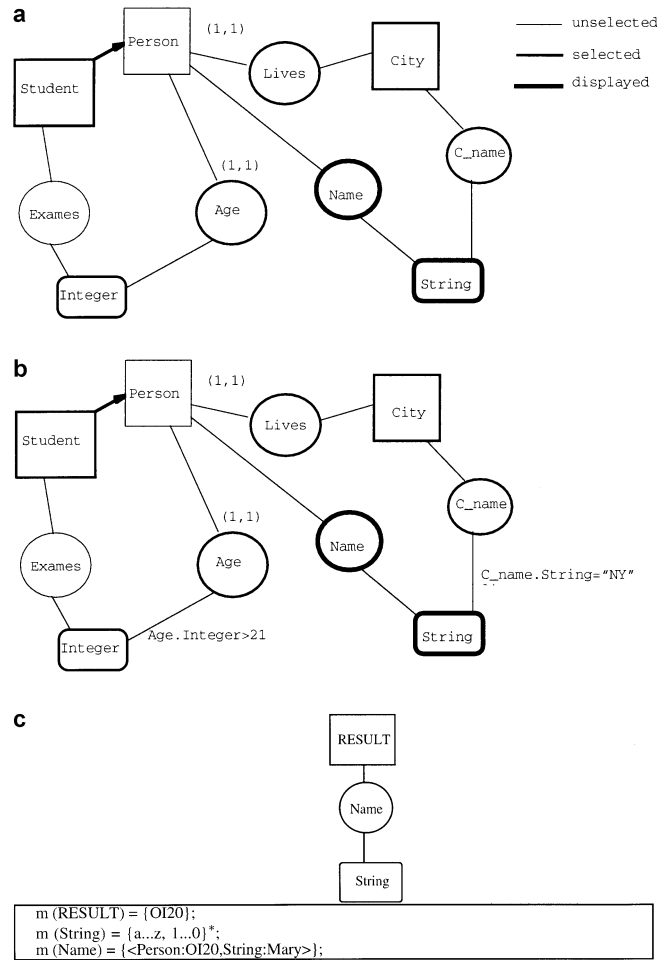 a
(1,1)
unselected
Person
Lives
City
selected
Student
displayed
C_name
(1,1)
Exames
Age
Name
Integer
String
b
(1,1)
Person
Lives
City
Student
C_name
(1,1)
Exames
Age
Name
C_name.String="NY"
Integer
Age.Integer>21
String
c
RESULT
Name
String
m (RESULT) = {OI20};
m (String) = {a...z, 1...0}*;
m (Name) = {<Person:OI20,String:Mary>};